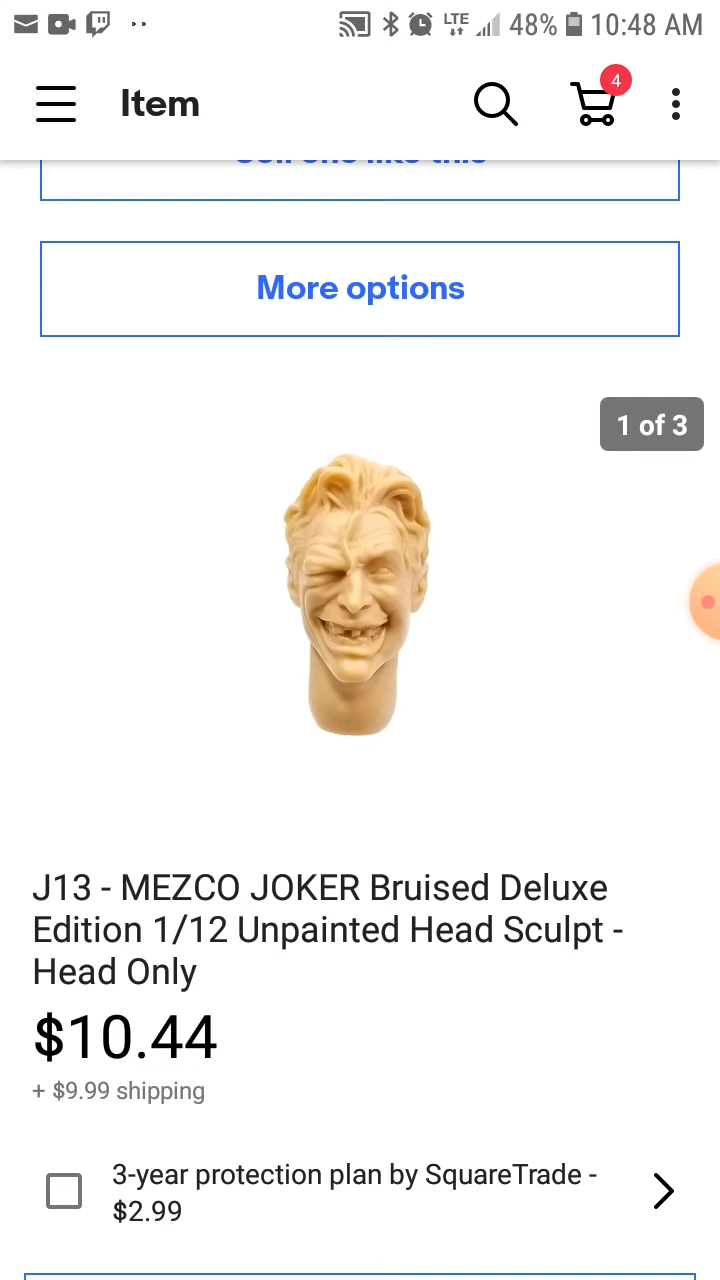 LTE 48% 10:48 AM
Item
4
More options
1 of 3
J13 - MEZCO JOKER Bruised Deluxe
Edition 1/12 Unpainted Head Sculpt -
Head Only
$10.44
+ $9.99 shipping
3-year protection plan by SquareTrade -
$2.99